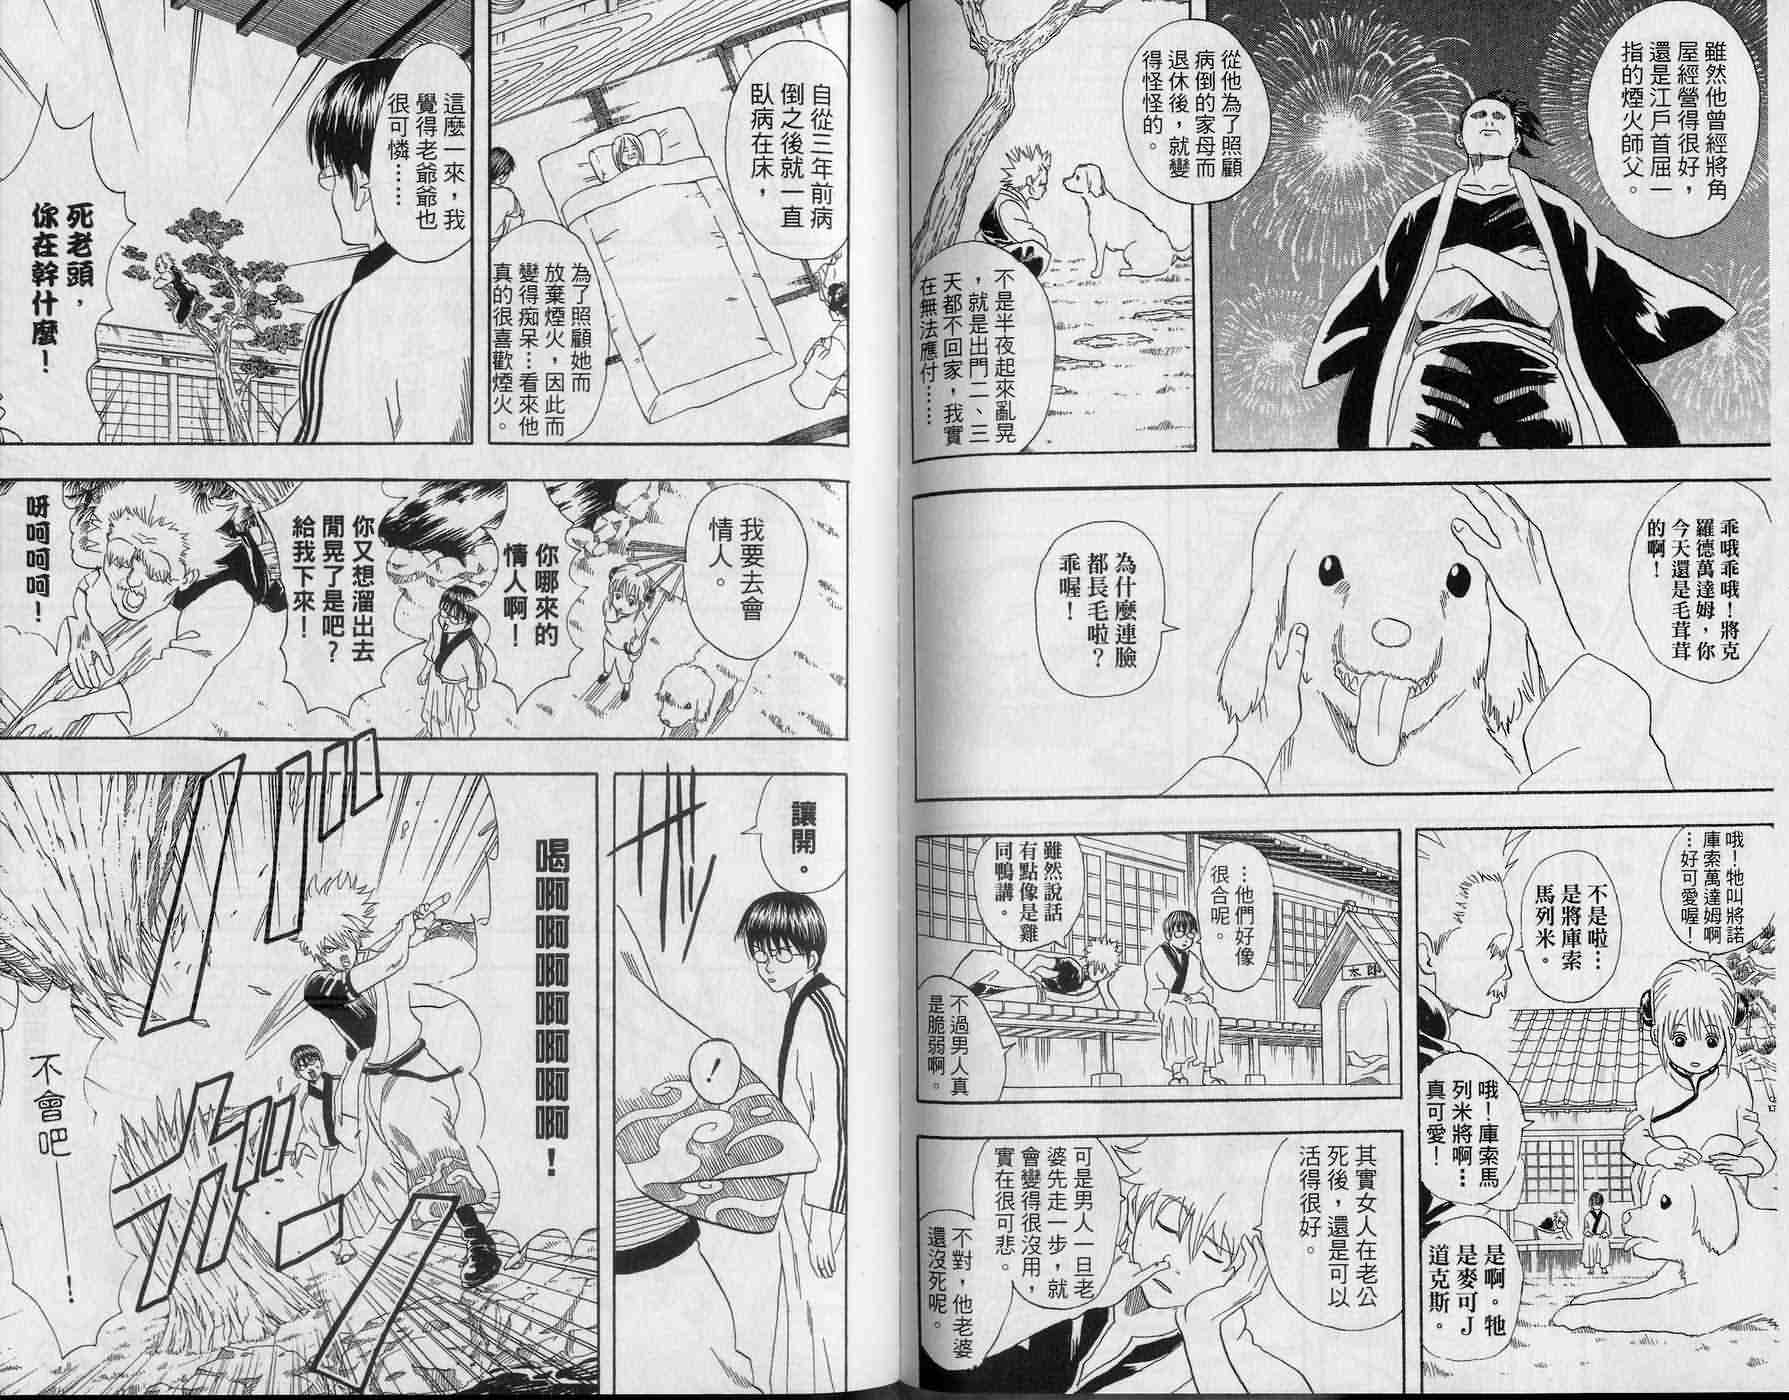 雖然他曾經將角
屋經營得很好，
還是江戶首屈一
指的煙火師父。
從他為了照顧
病倒的家母而
退休後，就變
得怪怪的。
不是半夜起來亂晃
，就是出門二、三
天都不回家，我實
在無法應付……
乖哦乖哦！將克
羅德萬達姆，你
今天還是毛茸茸
的啊！
為什麼連臉
都長毛啦？
乖喔！
哦！牠叫將諾
庫索萬達姆啊
…好可愛喔！
不是啦…
是將庫索
馬列米。
哦！庫索馬
列米將啊…
真可愛！
是啊。牠
是麥可J
道克斯。
…他們好像
很合呢。
雖然說話
有點像是雞
同鴨講。
太郎
不過男人真
是脆弱啊。
其實女人在老公
死後，還是可以
活得很好。
可是男人一旦老
婆先走一步，就
會變得很沒用，
實在很可悲。
不對，他老婆
還沒死呢。
自從三年前病
倒之後就一直
臥病在床，
為了照顧她而
放棄煙火，因此而
變得痴呆…看來他
真的很喜歡煙火。
這麼一來，我
覺得老爺爺也
很可憐……
死老頭，
你在幹什麼！
我要去會
情人。
你哪來的
情人啊！
你又想溜出去
閒晃了是吧？
給我下來！
呀呵呵呵！
讓開。
！
喝啊啊啊啊啊啊啊啊！
不會吧——！